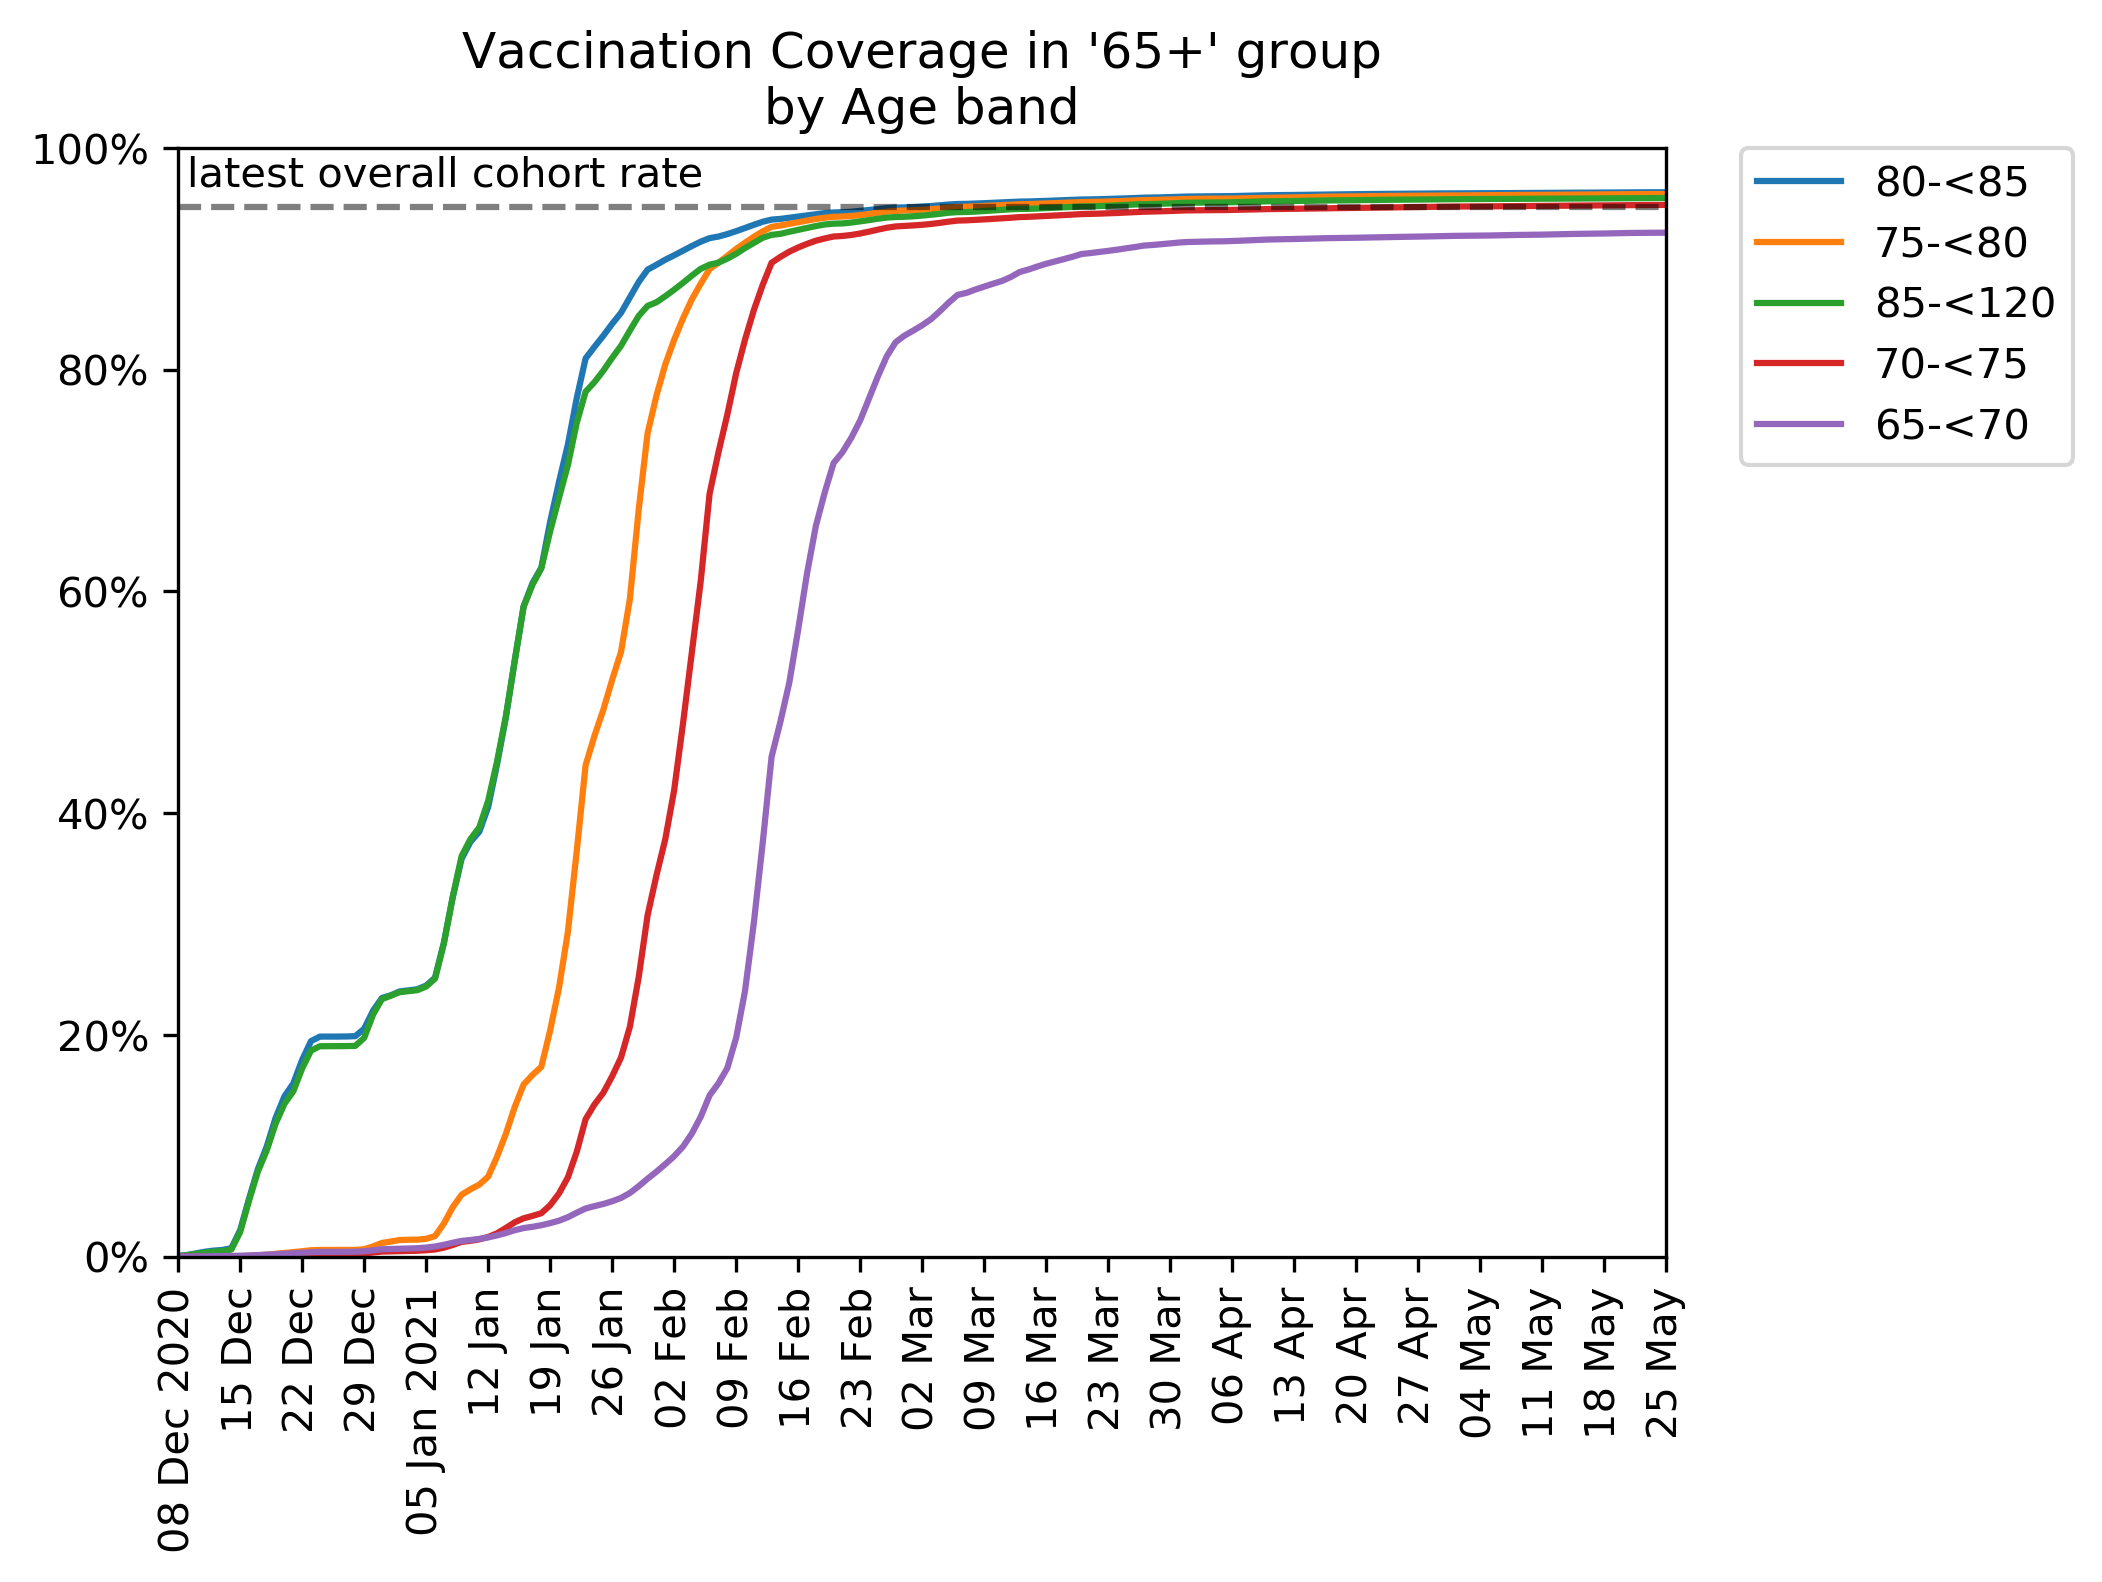 Vaccination Coverage in '65+' group
by Age band
100%
80%
60%
40%
20%
0%
latest overall cohort rate
80-<85
75-<80
85-<120
70-<75
65-<70
08 Dec 2020
15 Dec
22 Dec
29 Dec
05 Jan 2021
12 Jan
19 Jan
26 Jan
02 Feb
09 Feb
16 Feb
23 Feb
02 Mar
09 Mar
16 Mar
23 Mar
30 Mar
06 Apr
13 Apr
20 Apr
27 Apr
04 May
11 May
18 May
25 May